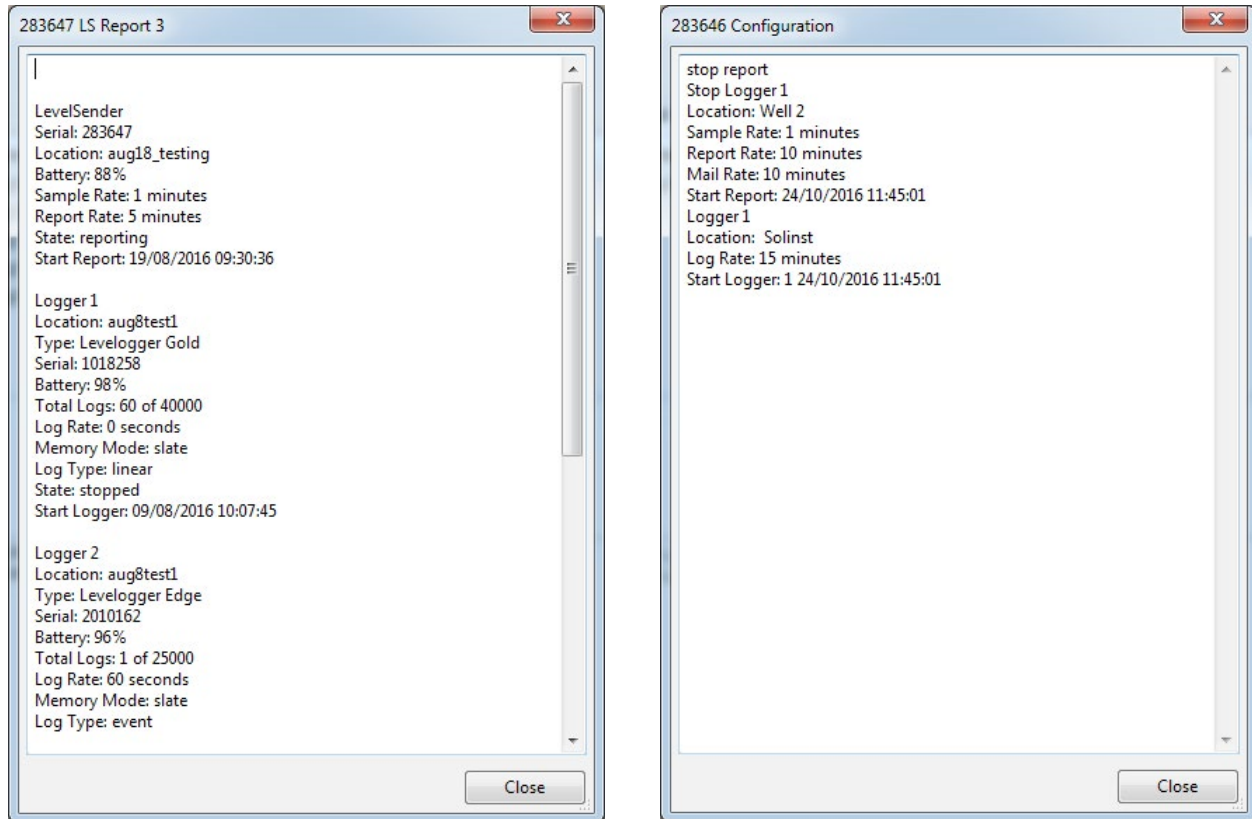 283647 LS Report 3
LevelSender
Serial: 283647
Location: aug18_testing
Battery: 88%
Sample Rate: 1 minutes
Report Rate: 5 minutes
State: reporting
Start Report: 19/08/2016 09:30:36
Logger 1
Location: aug8test1
Type: Levelogger Gold
Serial: 1018258
Battery: 98%
Total Logs: 60 of 40000
Log Rate: 0 seconds
Memory Mode: slate
Log Type: linear
State: stopped
Start Logger: 09/08/2016 10:07:45
Logger 2
Location: aug8test1
Type: Levelogger Edge
Serial: 2010162
Battery: 96%
Total Logs: 1 of 25000
Log Rate: 60 seconds
Memory Mode: slate
Log Type: event
Close
283646 Configuration
stop report
Stop Logger 1
Location: Well 2
Sample Rate: 1 minutes
Report Rate: 10 minutes
Mail Rate: 10 minutes
Start Report: 24/10/2016 11:45:01
Logger 1
Location:  Solinst
Log Rate: 15 minutes
Start Logger: 1 24/10/2016 11:45:01
Close